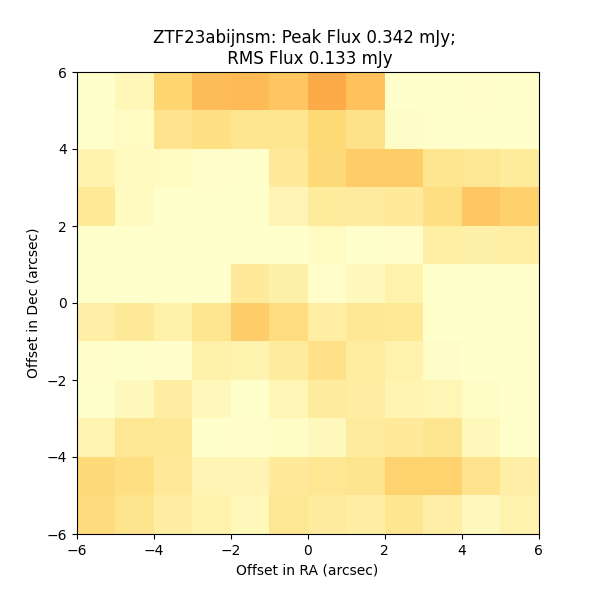 ZTF23abijnsm: Peak Flux 0.342 mJy;
RMS Flux 0.133 mJy
6
4
2
0
−2
−4
−6
Offset in Dec (arcsec)
−6 −4 −2 0 2 4 6
Offset in RA (arcsec)